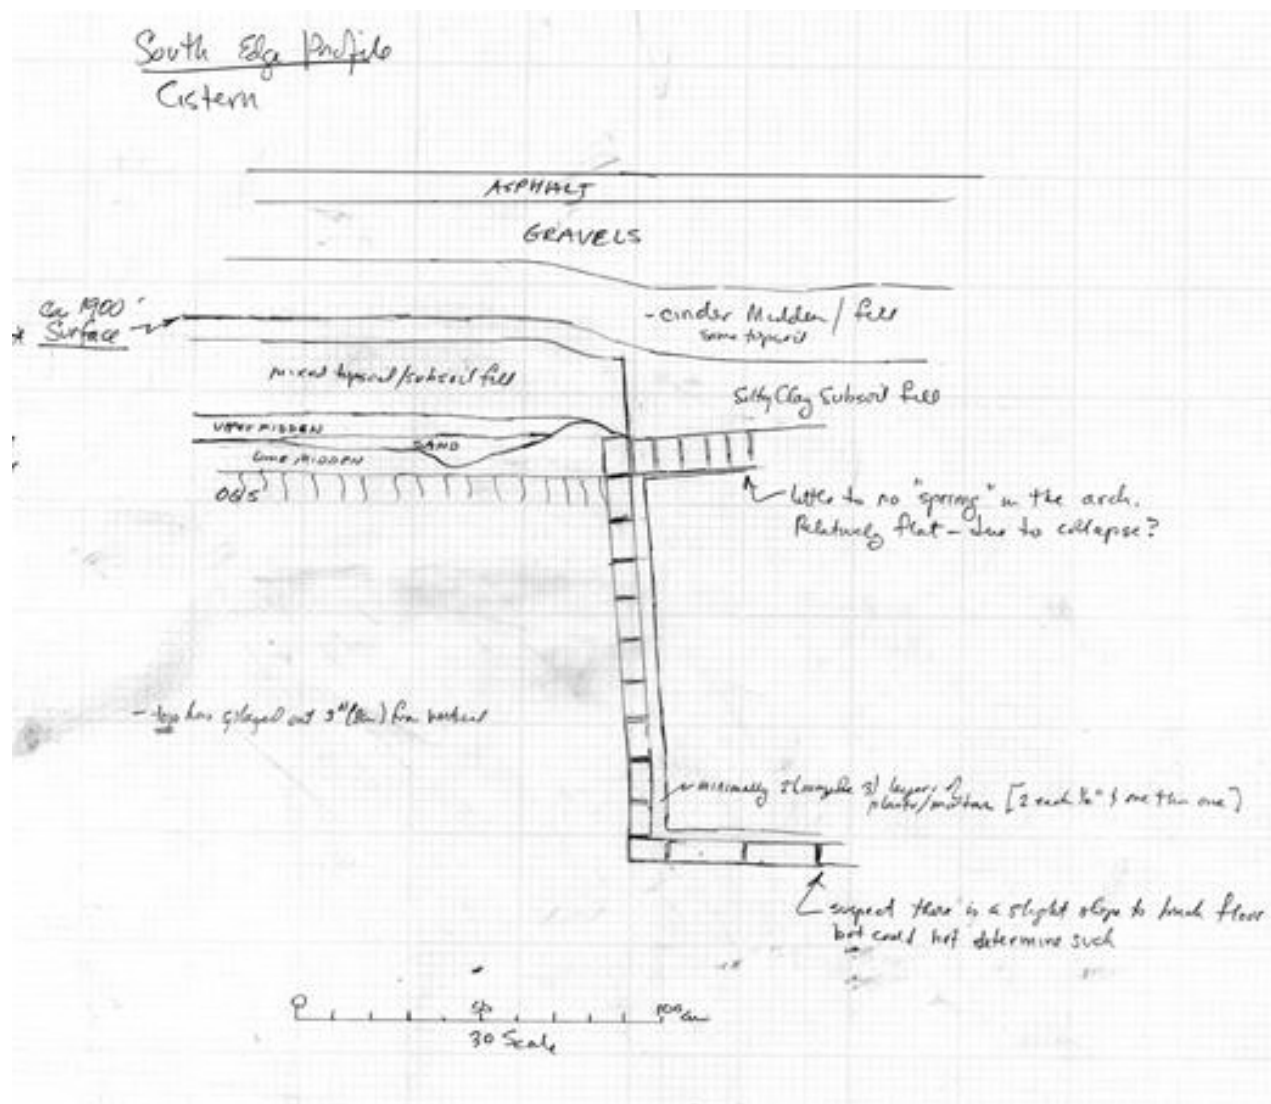 South Edge Profile
Cistern
ASPHALT
GRAVELS
ca 1900
Surface
- cinder Midden / fill
some topsoil
mixed topsoil/subsoil fill
Silty Clay Subsoil fill
UPPER MIDDEN
SAND
MIDDEN
OGS
little to no "spring" in the arch.
Relatively flat - due to collapse?
- top has splayed out 3" (8cm) from vertical
minimally 2 (maybe 3) layers of
plaster/mortar [2 each ½" & one thin one]
suspect there is a slight slope to brick floor
but could not determine such
0 50 100 cm
30 Scale